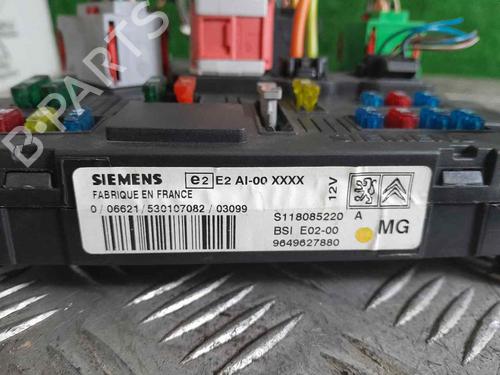 B-PARTS
SIEMENS e2 E2 AI-00 XXXX
FABRIQUE EN FRANCE
0 / 06621 / 530107082 / 03099
12V
S118085220 A
BSI E02-00
9649627880
MG